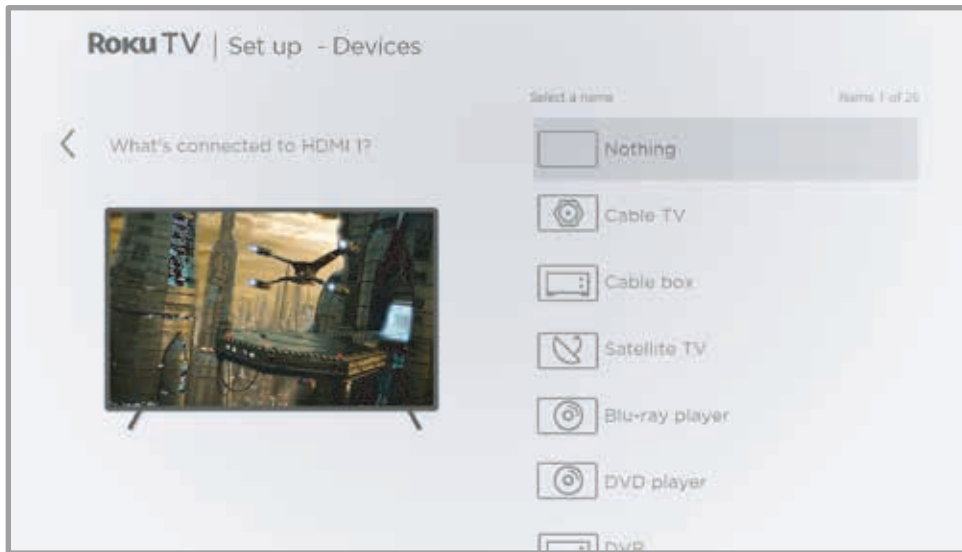 Roku TV | Set up - Devices
Select a name
Items 1 of 26
What's connected to HDMI 1?
Nothing
Cable TV
Cable box
Satellite TV
Blu-ray player
DVD player
DVR